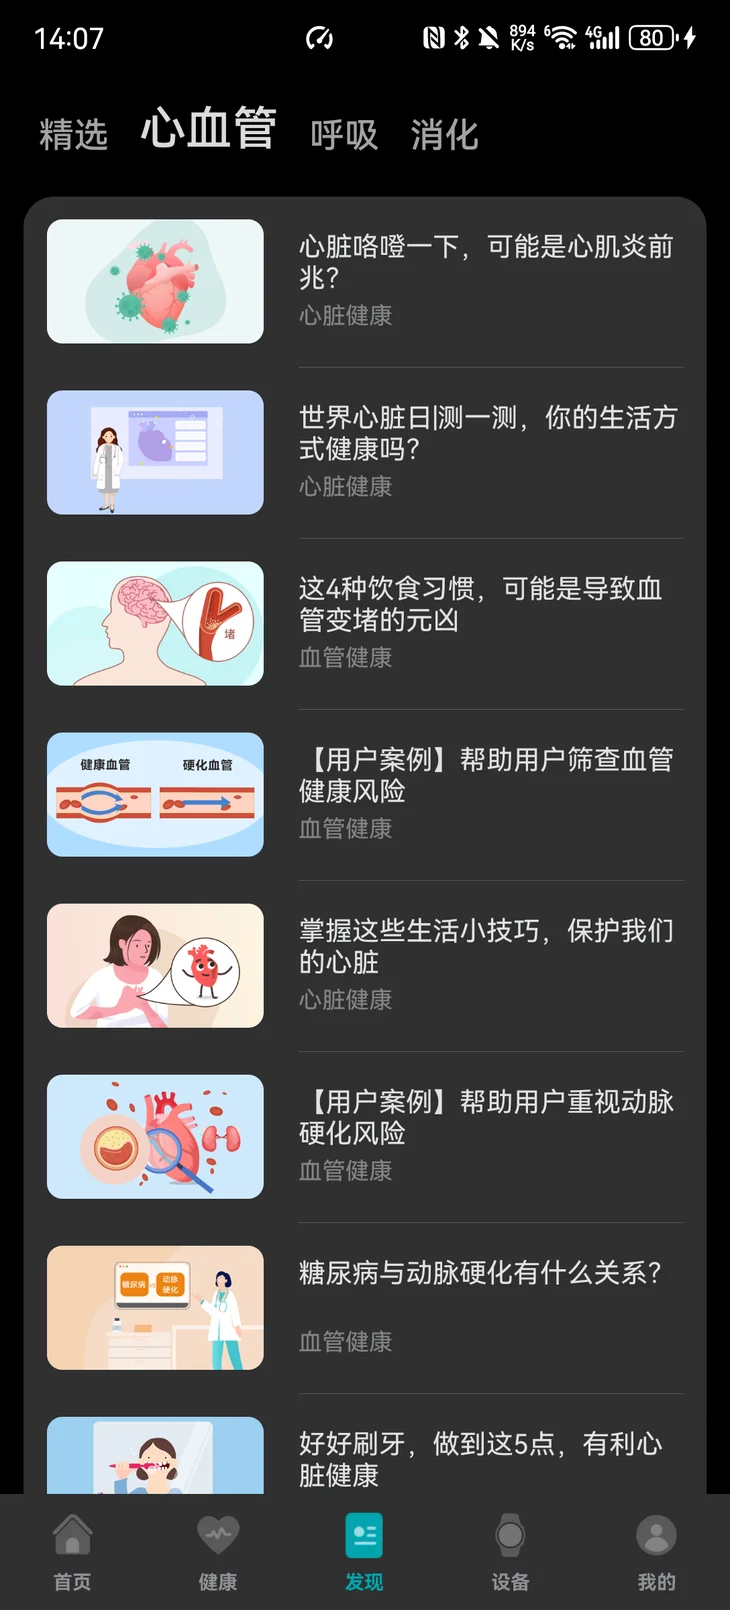 14:07
894 K/s
6
4G
80
精选 心血管 呼吸 消化
心脏咯噔一下，可能是心肌炎前
兆？
心脏健康
世界心脏日|测一测，你的生活方
式健康吗？
心脏健康
堵
这4种饮食习惯，可能是导致血
管变堵的元凶
血管健康
健康血管 硬化血管
【用户案例】帮助用户筛查血管
健康风险
血管健康
掌握这些生活小技巧，保护我们
的心脏
心脏健康
【用户案例】帮助用户重视动脉
硬化风险
血管健康
糖尿病 动脉
硬化
糖尿病与动脉硬化有什么关系？
血管健康
好好刷牙，做到这5点，有利心
脏健康
首页 健康 发现 设备 我的